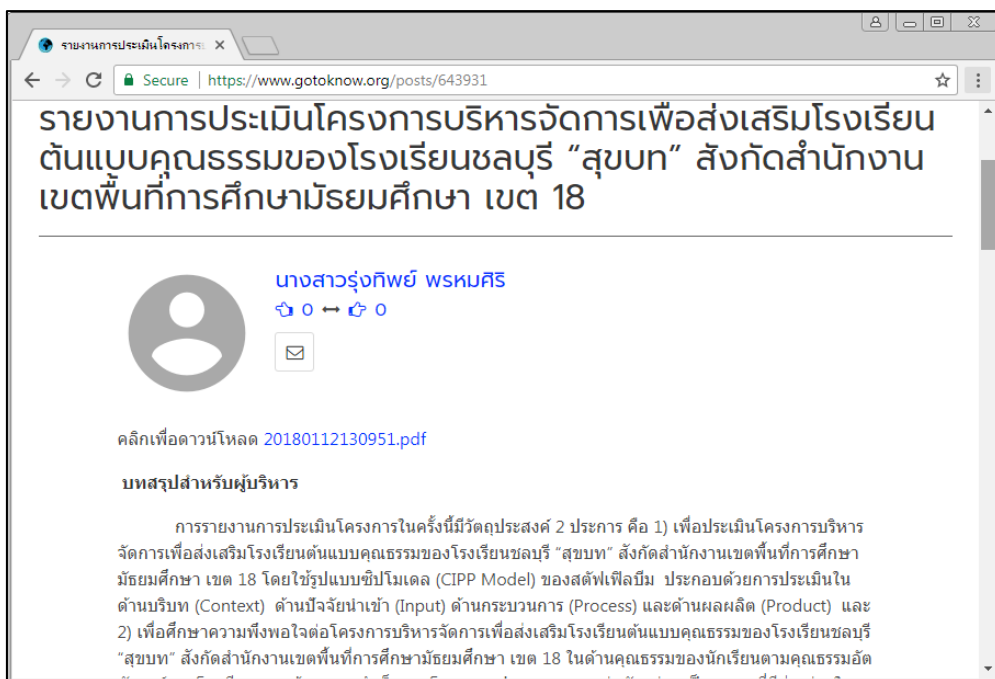 รายงานการประเมินโครงการ
Secure | https://www.gotoknow.org/posts/643931
รายงานการประเมินโครงการบริหารจัดการเพื่อส่งเสริมโรงเรียน
ต้นแบบคุณธรรมของโรงเรียนชลบุรี “สุขบท” สังกัดสำนักงาน
เขตพื้นที่การศึกษามัธยมศึกษา เขต 18
นางสาวรุ่งทิพย์ พรหมศิริ
0 0
คลิกเพื่อดาวน์โหลด 20180112130951.pdf
บทสรุปสำหรับผู้บริหาร
การรายงานการประเมินโครงการในครั้งนี้มีวัตถุประสงค์ 2 ประการ คือ 1) เพื่อประเมินโครงการบริหาร
จัดการเพื่อส่งเสริมโรงเรียนต้นแบบคุณธรรมของโรงเรียนชลบุรี “สุขบท” สังกัดสำนักงานเขตพื้นที่การศึกษา
มัธยมศึกษา เขต 18 โดยใช้รูปแบบซิปโมเดล (CIPP Model) ของสตัฟเฟิลบีม ประกอบด้วยการประเมินใน
ด้านบริบท (Context) ด้านปัจจัยนำเข้า (Input) ด้านกระบวนการ (Process) และด้านผลผลิต (Product) และ
2) เพื่อศึกษาความพึงพอใจต่อโครงการบริหารจัดการเพื่อส่งเสริมโรงเรียนต้นแบบคุณธรรมของโรงเรียนชลบุรี
“สุขบท” สังกัดสำนักงานเขตพื้นที่การศึกษามัธยมศึกษา เขต 18 ในด้านคุณธรรมของนักเรียนตามคุณธรรมอัต